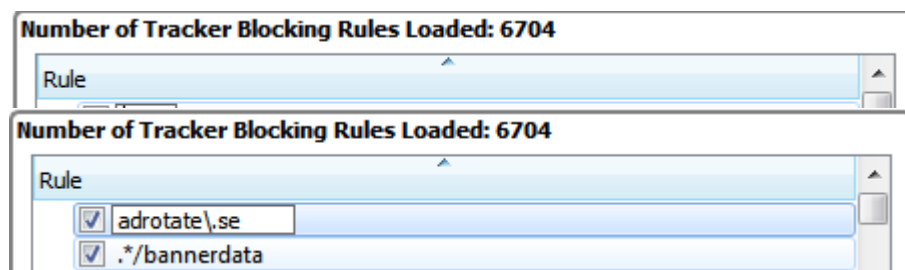 Number of Tracker Blocking Rules Loaded: 6704
Rule
Number of Tracker Blocking Rules Loaded: 6704
Rule
adrotate\.se
.*/bannerdata